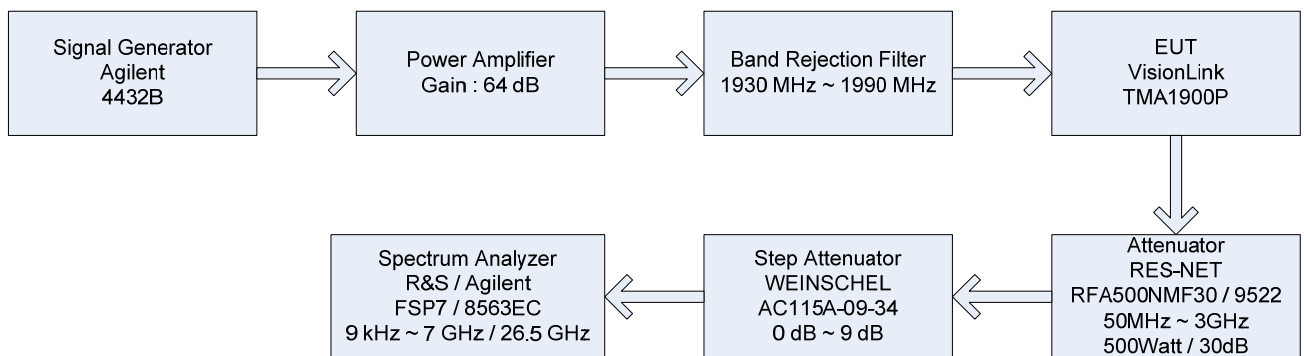 Signal Generator
Agilent
4432B
Power Amplifier
Gain : 64 dB
Band Rejection Filter
1930 MHz ~ 1990 MHz
EUT
VisionLink
TMA1900P
Attenuator
RES-NET
RFA500NMF30 / 9522
50MHz ~ 3GHz
500Watt / 30dB
Step Attenuator
WEINSCHEL
AC115A-09-34
0 dB ~ 9 dB
Spectrum Analyzer
R&S / Agilent
FSP7 / 8563EC
9 kHz ~ 7 GHz / 26.5 GHz